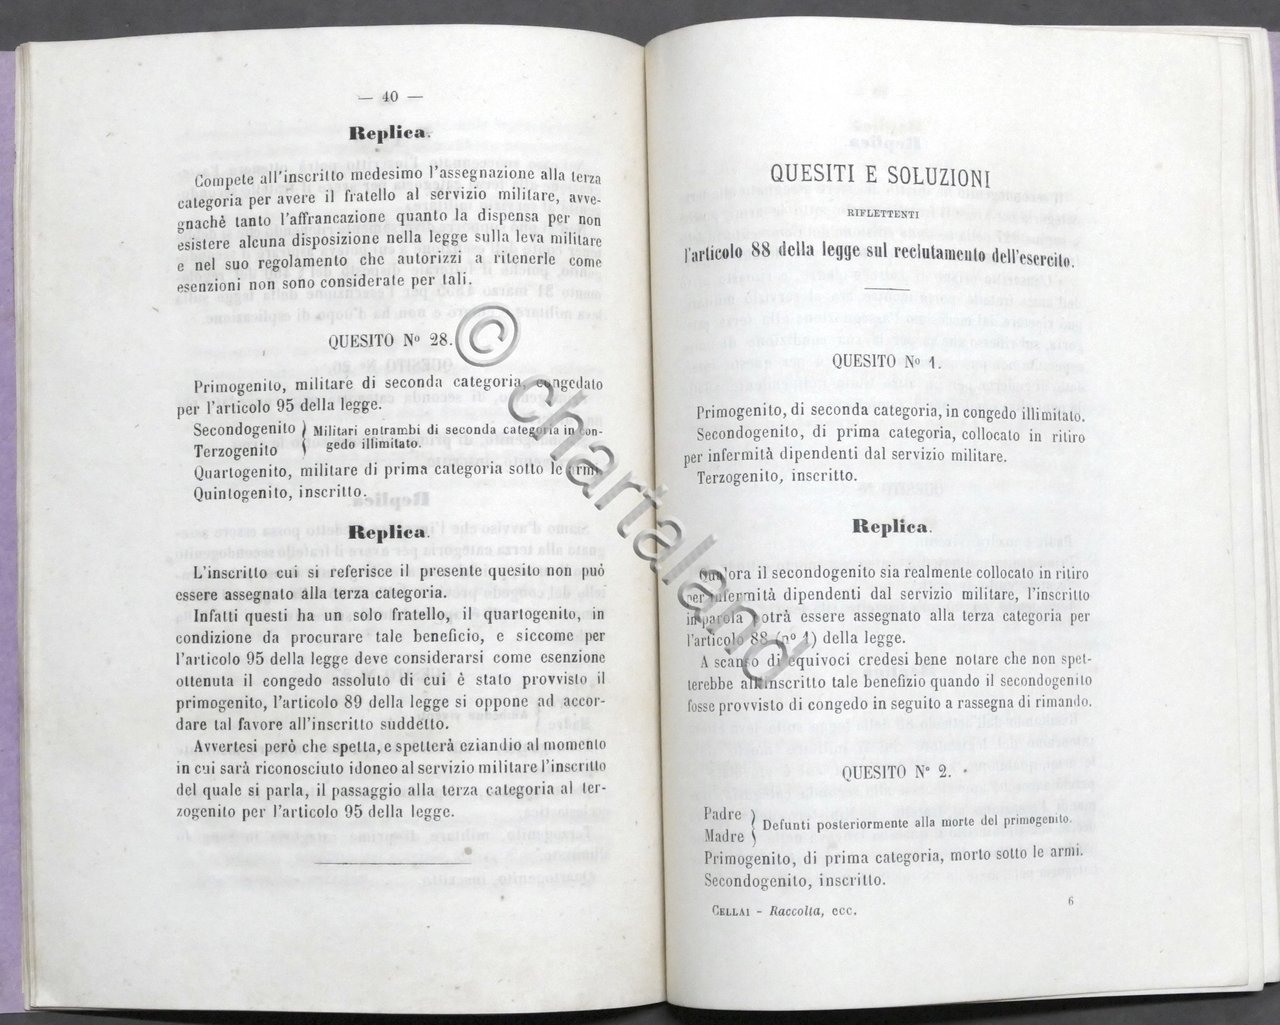 — 40 —
Replica.
Compete all'inscritto medesimo l'assegnazione alla terza
categoria per avere il fratello al servizio militare, avve-
gnachè tanto l'affrancazione quanto la dispensa per non
esistere alcuna disposizione nella legge sulla leva militare
e nel suo regolamento che autorizzi a ritenerle come
esenzioni non sono considerate per tali.
QUESITO Nº 28.
Primogenito, militare di seconda categoria, congedato
per l'articolo 95 della legge.
Secondogenito } Militari entrambi di seconda categoria in con-
Terzogenito } gedo illimitato.
Quartogenito, militare di prima categoria sotto le armi.
Quintogenito, inscritto.
Replica.
L'inscritto cui si referisce il presente quesito non può
essere assegnato alla terza categoria.
Infatti questi ha un solo fratello, il quartogenito, in
condizione da procurare tale beneficio, e siccome per
l'articolo 95 della legge deve considerarsi come esenzione
ottenuta il congedo assoluto di cui è stato provvisto il
primogenito, l'articolo 89 della legge si oppone ad accor-
dare tal favore all'inscritto suddetto.
Avvertesi però che spetta, e spetterà eziandio al momento
in cui sarà riconosciuto idoneo al servizio militare l'inscritto
del quale si parla, il passaggio alla terza categoria al ter-
zogenito per l'articolo 95 della legge.
QUESITI E SOLUZIONI
RIFLETTENTI
l'articolo 88 della legge sul reclutamento dell'esercito.
QUESITO Nº 1.
Primogenito, di seconda categoria, in congedo illimitato.
Secondogenito, di prima categoria, collocato in ritiro
per infermità dipendenti dal servizio militare.
Terzogenito, inscritto.
Replica.
Qualora il secondogenito sia realmente collocato in ritiro
per infermità dipendenti dal servizio militare, l'inscritto
in parola potrà essere assegnato alla terza categoria per
l'articolo 88 (nº 1) della legge.
A scanso di equivoci credesi bene notare che non spet-
terebbe all'inscritto tale benefizio quando il secondogenito
fosse provvisto di congedo in seguito a rassegna di rimando.
QUESITO Nº 2.
Padre } Defunti posteriormente alla morte del primogenito.
Madre }
Primogenito, di prima categoria, morto sotto le armi.
Secondogenito, inscritto.
CELLAI - Raccolta, ecc.
6
© chartaland